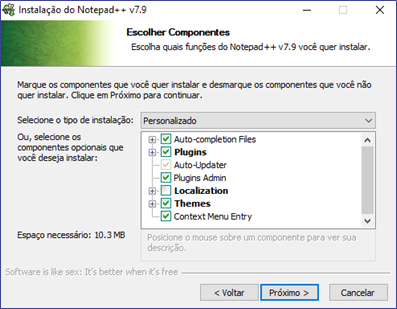 Instalação do Notepad++ v7.9
Escolher Componentes
Escolha quais funções do Notepad++ v7.9 você quer instalar.
Marque os componentes que você quer instalar e desmarque os componentes que você não
quer instalar. Clique em Próximo para continuar.
Selecione o tipo de instalação:
Personalizado
Ou, selecione os
componentes opcionais que
você deseja instalar:
Auto-completion Files
Plugins
Auto-Updater
Plugins Admin
Localization
Themes
Context Menu Entry
Espaço necessário: 10.3 MB
Posicione o mouse sobre um componente para ver sua
descrição.
Software is like sex: It's better when it's free
< Voltar
Próximo >
Cancelar